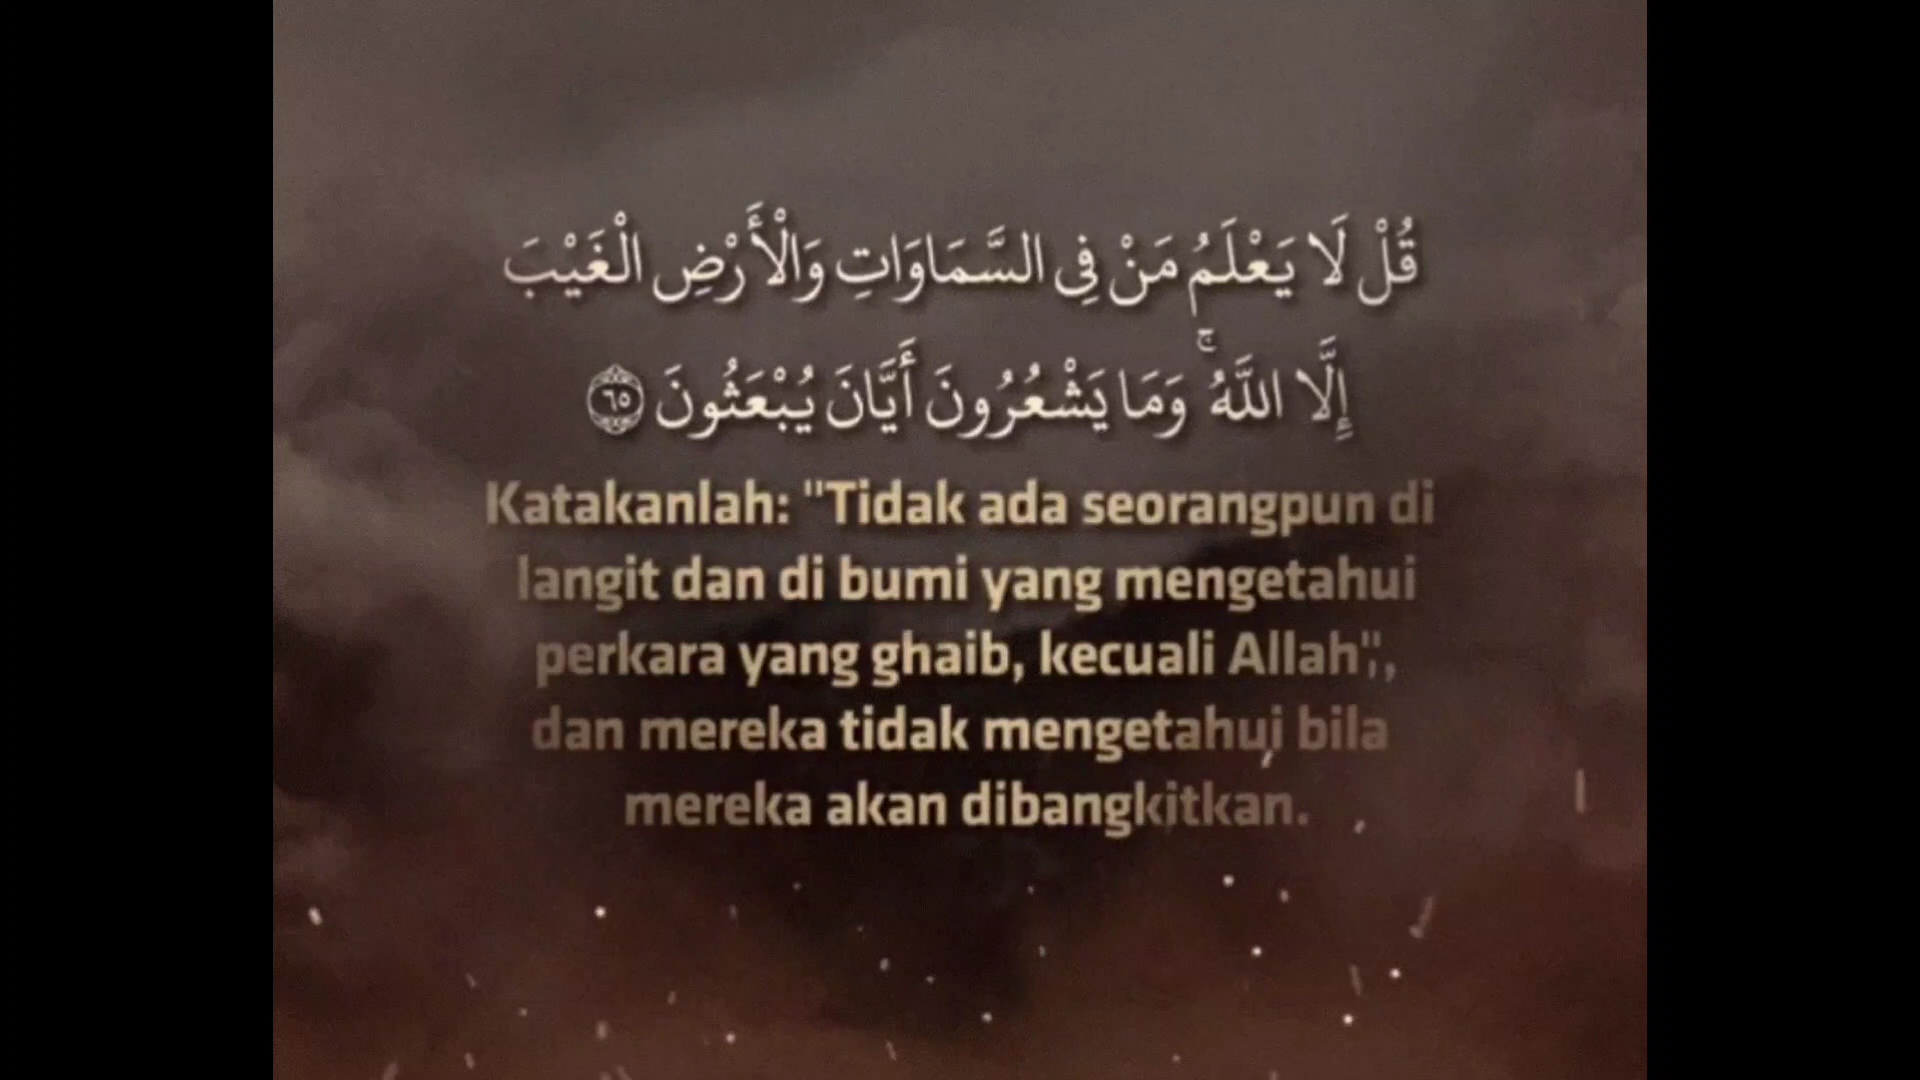 قُلْ لَا يَعْلَمُ مَنْ فِى السَّمَاوَاتِ وَالْأَرْضِ الْغَيْبَ
إِلَّا اللَّهُ ۚ وَمَا يَشْعُرُونَ أَيَّانَ يُبْعَثُونَ ٦٥
Katakanlah: "Tidak ada seorangpun di
langit dan di bumi yang mengetahui
perkara yang ghaib, kecuali Allah",
dan mereka tidak mengetahui bila
mereka akan dibangkitkan.